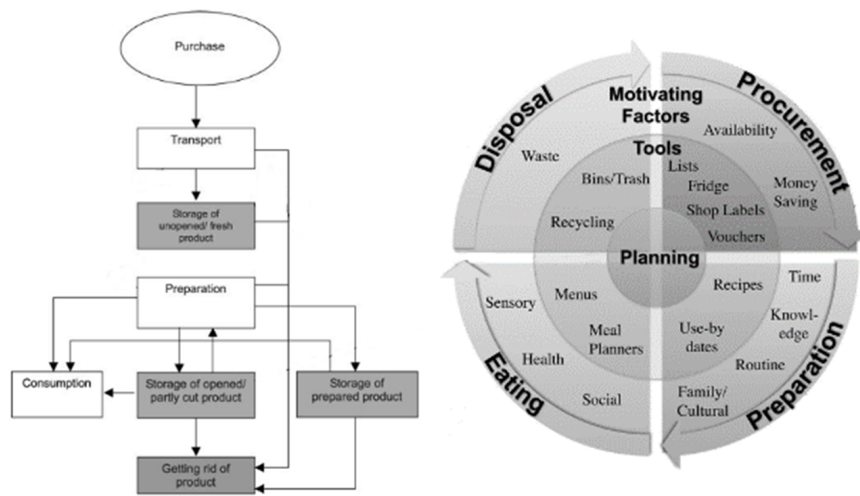 Purchase
Transport
Storage of
unopened/ fresh
product
Preparation
Consumption
Storage of opened/
partly cut product
Storage of
prepared product
Getting rid of
product
Disposal
Procurement
Eating
Preparation
Motivating
Factors
Tools
Planning
Waste
Bins/Trash
Recycling
Availability
Money
Saving
Lists
Fridge
Shop Labels
Vouchers
Sensory
Health
Social
Menus
Meal
Planners
Recipes
Use-by
dates
Time
Knowl-
edge
Routine
Family/
Cultural